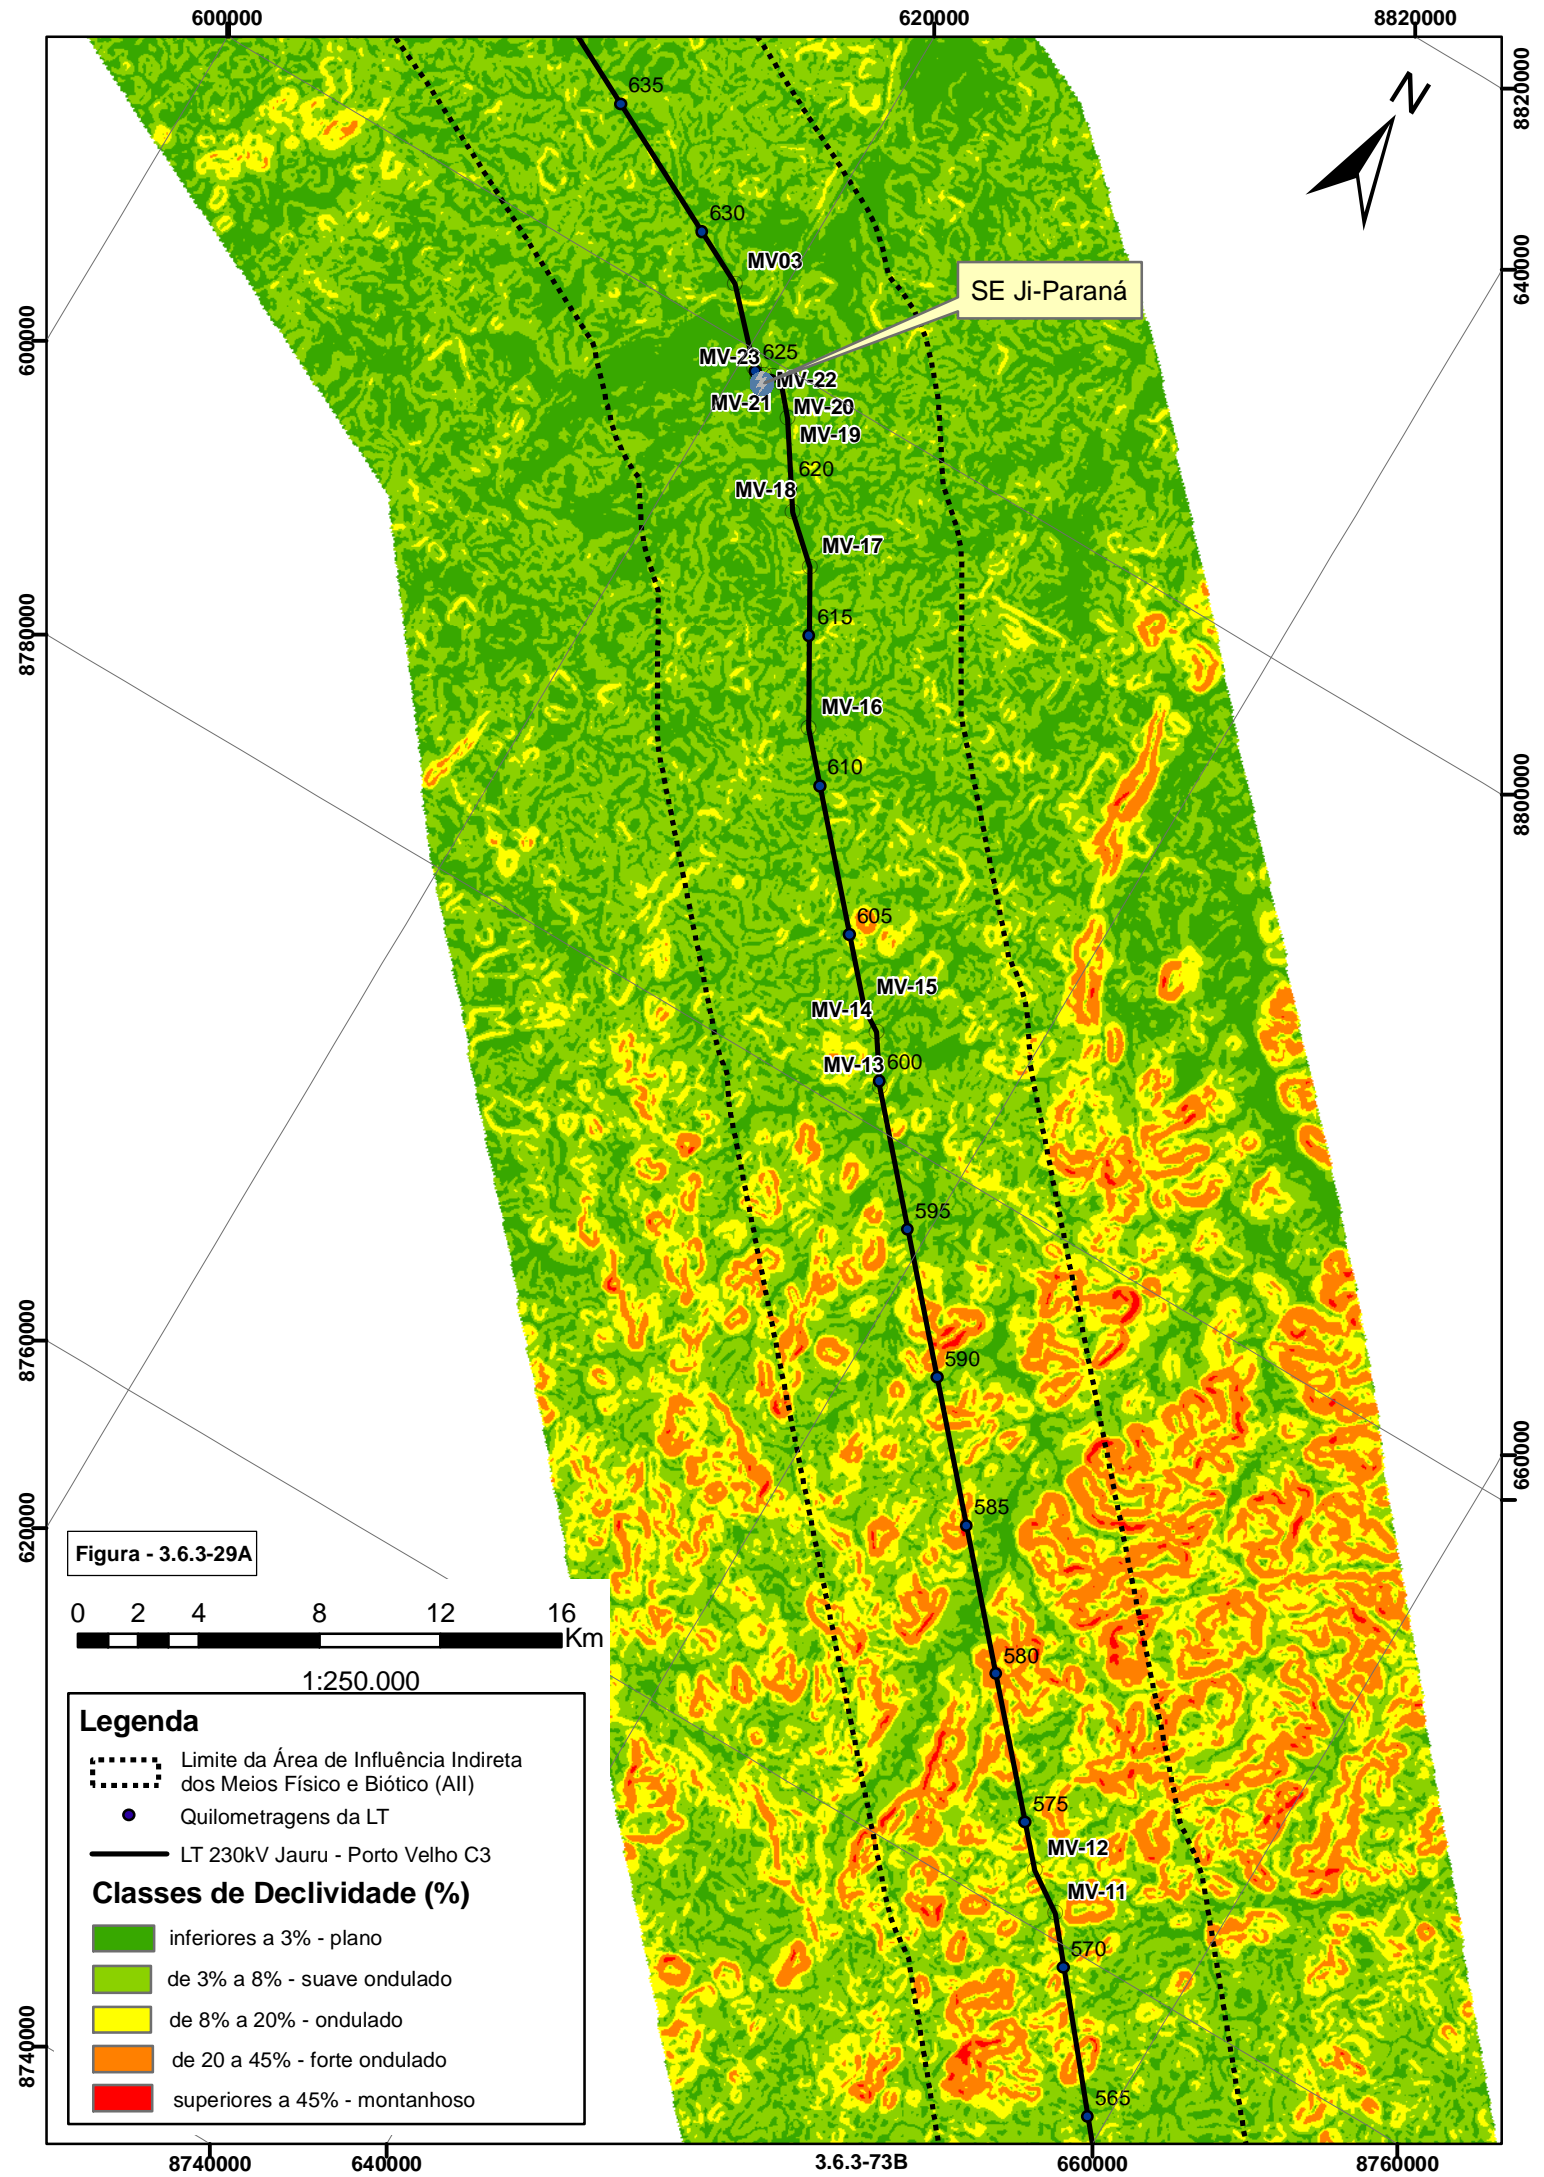 600000
620000
8820000
8820000
640000
8800000
660000
600000
8780000
8760000
620000
8740000
N
635
630
MV03
SE Ji-Paraná
625
MV-23
MV-22
MV-21
MV-20
MV-19
620
MV-18
MV-17
615
MV-16
610
605
MV-15
MV-14
MV-13
600
595
590
585
580
575
MV-12
MV-11
570
565
Figura - 3.6.3-29A
0 2 4 8 12 16
Km
1:250.000
Legenda
Limite da Área de Influência Indireta
dos Meios Físico e Biótico (AII)
Quilometragens da LT
LT 230kV Jauru - Porto Velho C3
Classes de Declividade (%)
inferiores a 3% - plano
de 3% a 8% - suave ondulado
de 8% a 20% - ondulado
de 20 a 45% - forte ondulado
superiores a 45% - montanhoso
8740000
640000
3.6.3-73B
660000
8760000